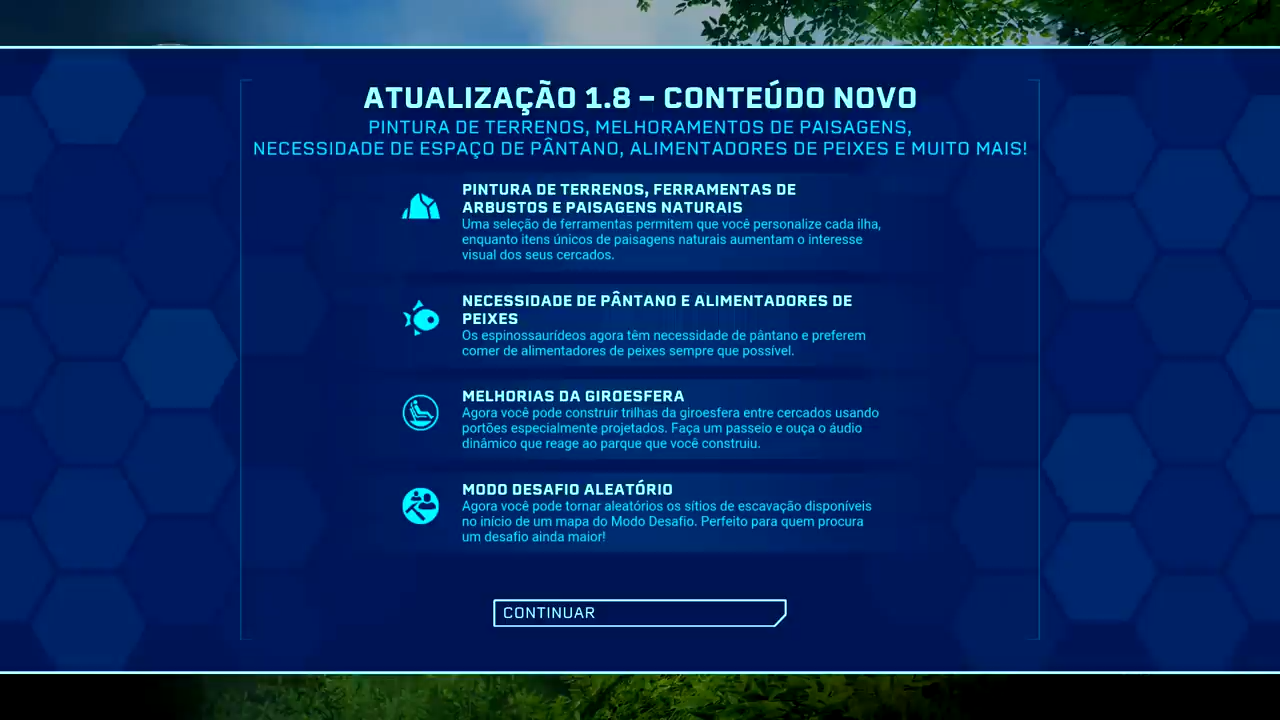 ATUALIZAÇÃO 1.8 – CONTEÚDO NOVO
PINTURA DE TERRENOS, MELHORAMENTOS DE PAISAGENS,
NECESSIDADE DE ESPAÇO DE PÂNTANO, ALIMENTADORES DE PEIXES E MUITO MAIS!
PINTURA DE TERRENOS, FERRAMENTAS DE
ARBUSTOS E PAISAGENS NATURAIS
Uma seleção de ferramentas permitem que você personalize cada ilha,
enquanto itens únicos de paisagens naturais aumentam o interesse
visual dos seus cercados.
NECESSIDADE DE PÂNTANO E ALIMENTADORES DE
PEIXES
Os espinossaurídeos agora têm necessidade de pântano e preferem
comer de alimentadores de peixes sempre que possível.
MELHORIAS DA GIROESFERA
Agora você pode construir trilhas da giroesfera entre cercados usando
portões especialmente projetados. Faça um passeio e ouça o áudio
dinâmico que reage ao parque que você construiu.
MODO DESAFIO ALEATÓRIO
Agora você pode tornar aleatórios os sítios de escavação disponíveis
no início de um mapa do Modo Desafio. Perfeito para quem procura
um desafio ainda maior!
CONTINUAR